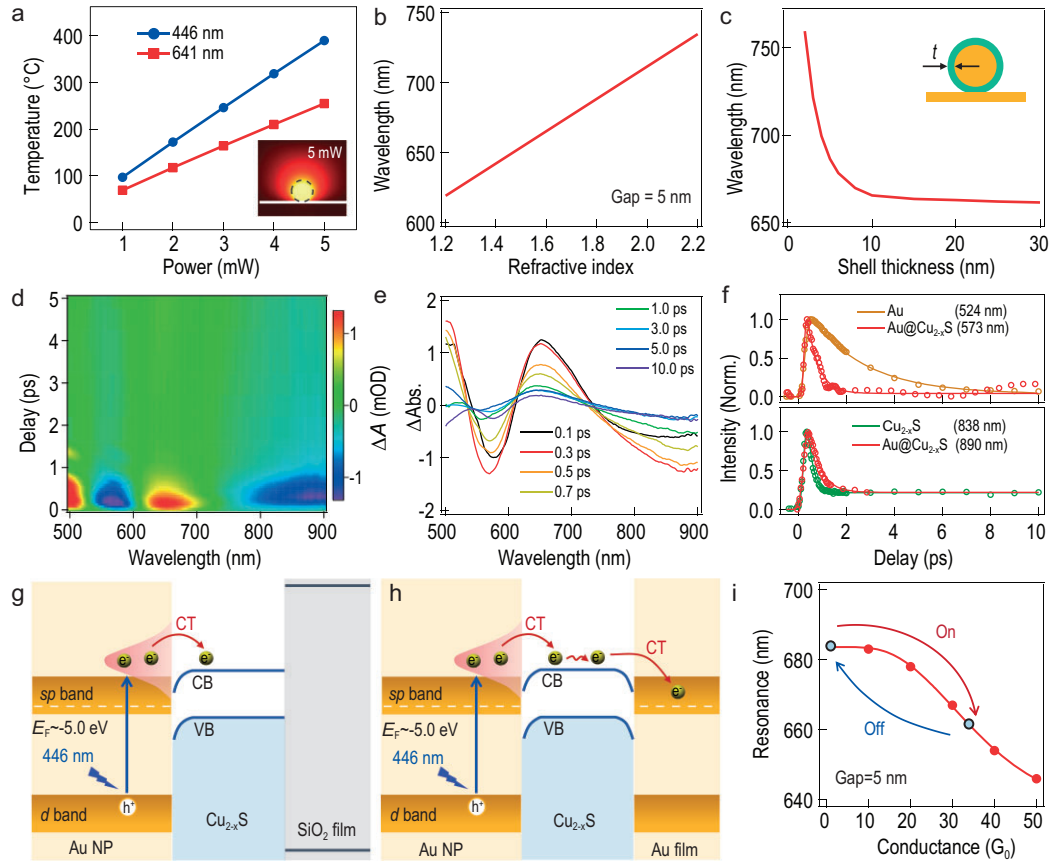 a
446 nm
641 nm
Temperature (°C)
400
300
200
100
0
5 mW
1 2 3 4 5
Power (mW)
b
Wavelength (nm)
750
700
650
600
Gap = 5 nm
1.2 1.4 1.6 1.8 2.0 2.2
Refractive index
c
Wavelength (nm)
750
700
650
t
0 10 20 30
Shell thickness (nm)
d
Delay (ps)
5
4
3
2
1
0
500 600 700 800 900
Wavelength (nm)
1
0
-1
ΔA (mOD)
e
ΔAbs.
2
1
0
-1
-2
1.0 ps
3.0 ps
5.0 ps
10.0 ps
0.1 ps
0.3 ps
0.5 ps
0.7 ps
500 600 700 800 900
Wavelength (nm)
f
Intensity (Norm.)
1.0
0.5
0.0
Au (524 nm)
Au@Cu2-xS (573 nm)
1.0
0.5
0.0
Cu2-xS (838 nm)
Au@Cu2-xS (890 nm)
0 2 4 6 8 10
Delay (ps)
g
CT
e-
e-
e-
sp band
CB
EF~-5.0 eV
VB
446 nm
h+
d band
Cu2-xS
SiO2 film
Au NP
h
CT
e-
e-
e-
e-
CT
e-
sp band
CB
EF~-5.0 eV
VB
446 nm
h+
d band
Cu2-xS
Au NP
Au film
i
Resonance (nm)
700
680
660
640
On
Off
Gap=5 nm
0 10 20 30 40 50
Conductance (G0)